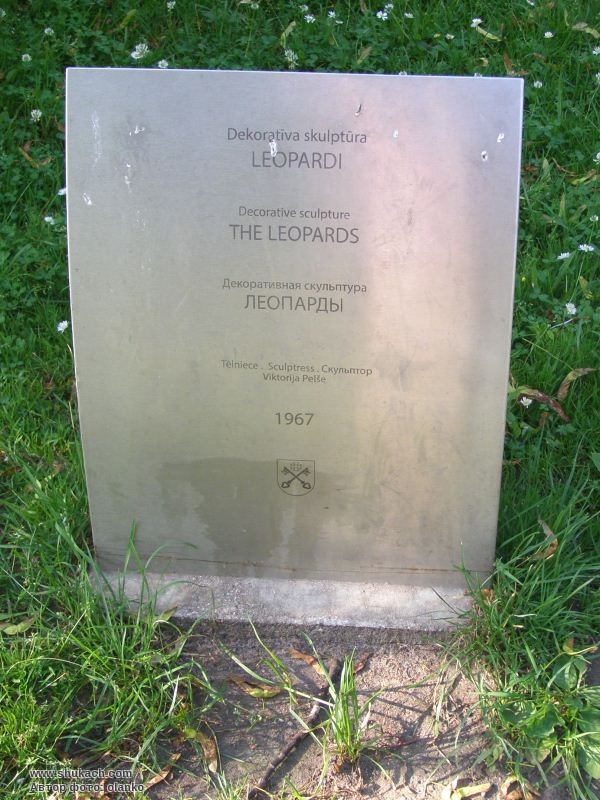 Dekoratīva skulptūra
LEOPARDI
Decorative sculpture
THE LEOPARDS
Декоративная скульптура
ЛЕОПАРДЫ
Tēlniece . Sculptress . Скульптор
Viktorija Pelše
1967
www.shukach.com
Автор фото: olanko